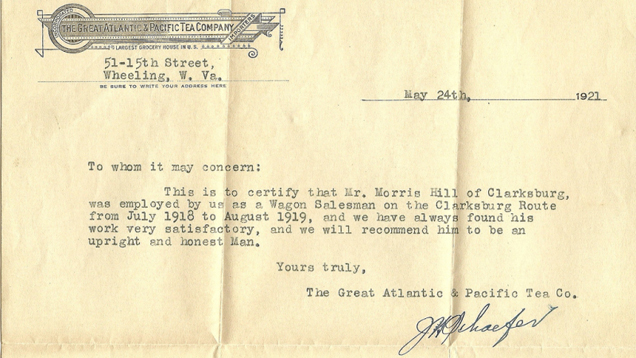 THE GREAT ATLANTIC & PACIFIC TEA COMPANY
IMPORTERS
LARGEST GROCERY HOUSE IN U.S.
51-15th Street,
Wheeling, W. Va.
BE SURE TO WRITE YOUR ADDRESS HERE
May 24th, 1921
To whom it may concern:
This is to certify that Mr. Morris Hill of Clarksburg,
was employed by us as a Wagon Salesman on the Clarksburg Route
from July 1918 to August 1919, and we have always found his
work very satisfactory, and we will recommend him to be an
upright and honest Man.
Yours truly,
The Great Atlantic & Pacific Tea Co.
J H Schaefer